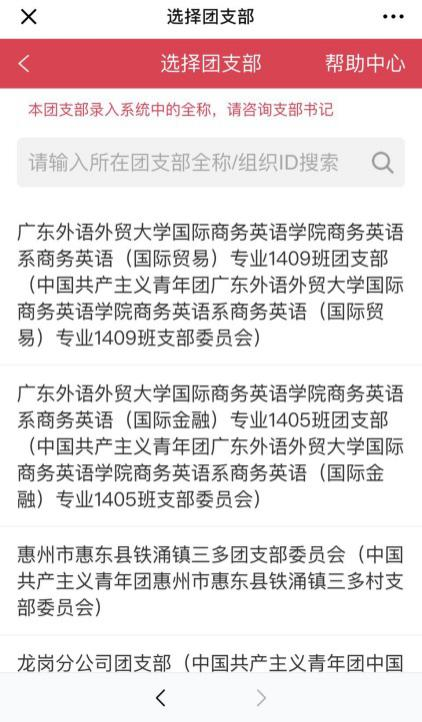 选择团支部
选择团支部
帮助中心
本团支部录入系统中的全称，请咨询支部书记
请输入所在团支部全称/组织ID搜索
广东外语外贸大学国际商务英语学院商务英语
系商务英语（国际贸易）专业1409班团支部
（中国共产主义青年团广东外语外贸大学国际
商务英语学院商务英语系商务英语（国际贸
易）专业1409班支部委员会）
广东外语外贸大学国际商务英语学院商务英语
系商务英语（国际金融）专业1405班团支部
（中国共产主义青年团广东外语外贸大学国际
商务英语学院商务英语系商务英语（国际金
融）专业1405班支部委员会）
惠州市惠东县铁涌镇三多团支部委员会（中国
共产主义青年团惠州市惠东县铁涌镇三多村支
部委员会）
龙岗分公司团支部（中国共产主义青年团中国